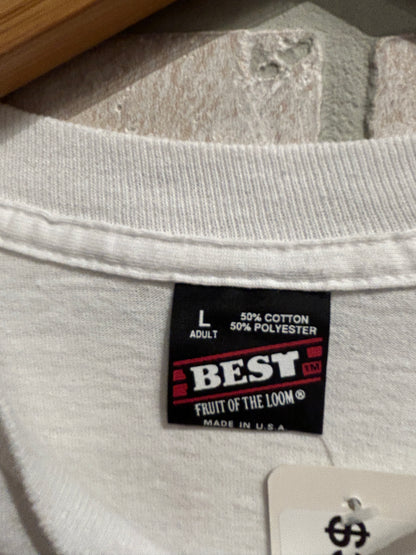 L
ADULT
50% COTTON
50% POLYESTER
BEST TM
FRUIT OF THE LOOM®
MADE IN U.S.A
$